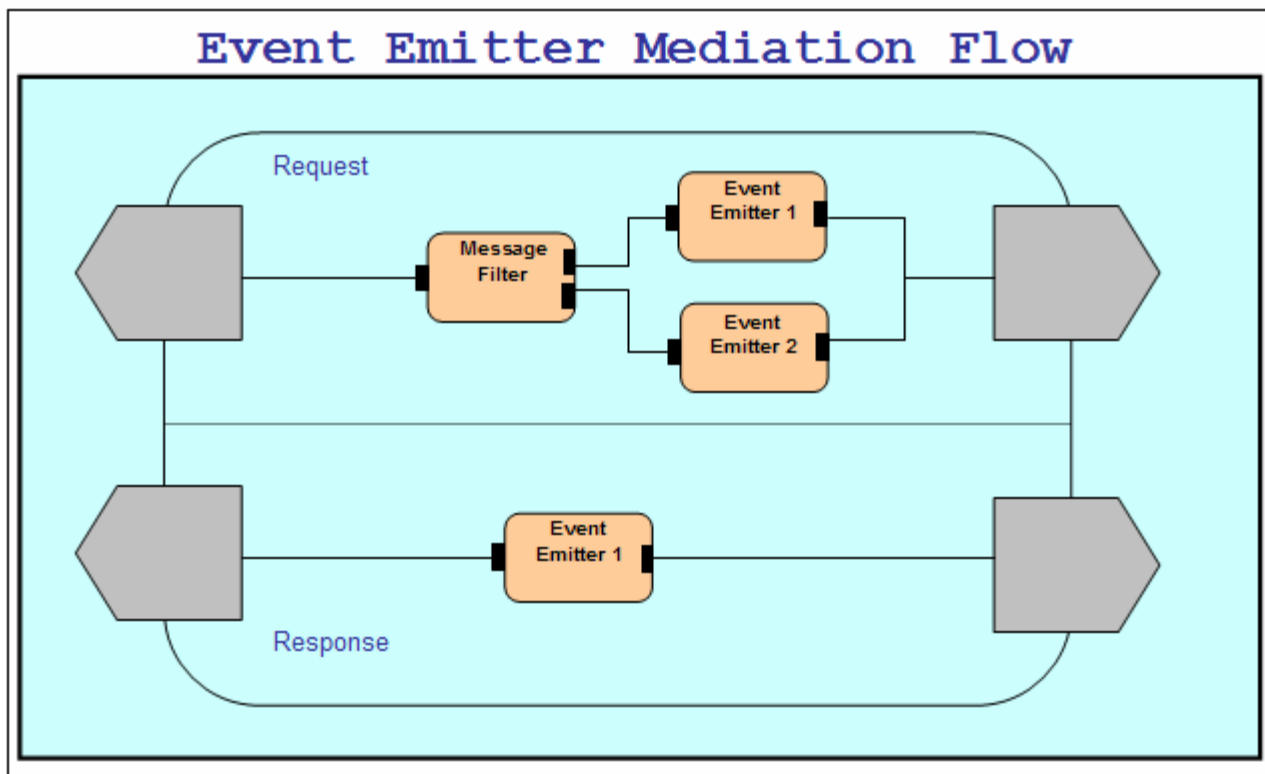 Event Emitter Mediation Flow
Request
Event
Emitter 1
Message
Filter
Event
Emitter 2
Event
Emitter 1
Response